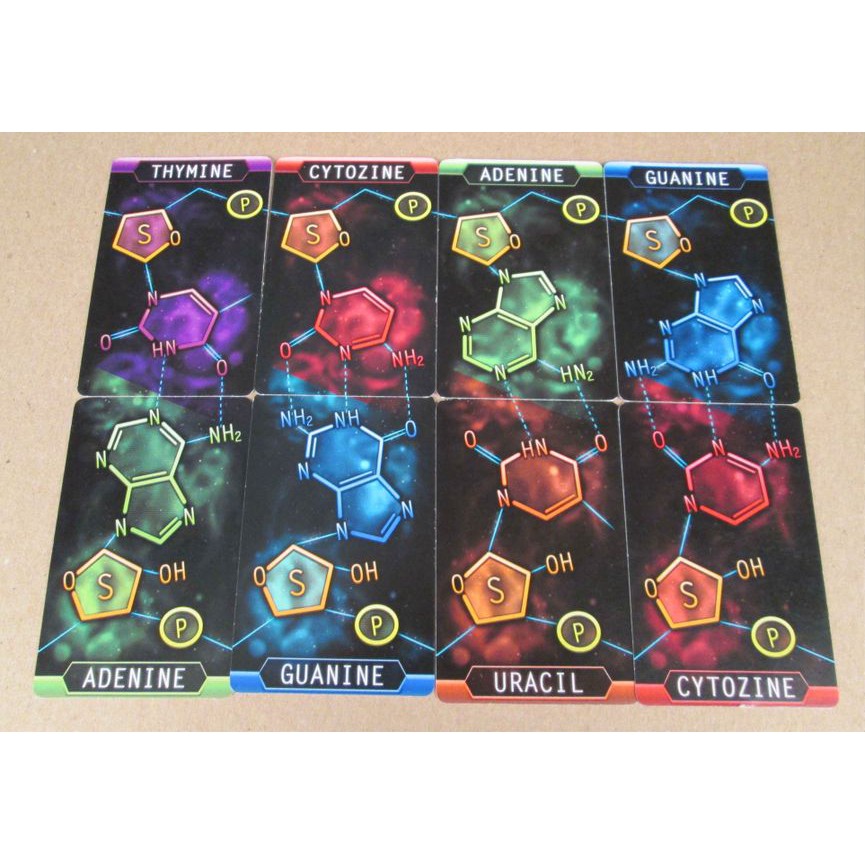 THYMINE
P
S O
N
O
HN
O
CYTOZINE
P
S O
N
O
N
NH₂
ADENINE
P
S O
N
N
N
N
HN₂
GUANINE
P
S O
N
N
N
NH₂
NH
O
N
NH₂
N
N
N
O S OH
P
ADENINE
NH₂ NH
O
N
N
N
O S OH
P
GUANINE
O HN O
N
O S OH
P
URACIL
O N NH₂
N
O S OH
P
CYTOZINE